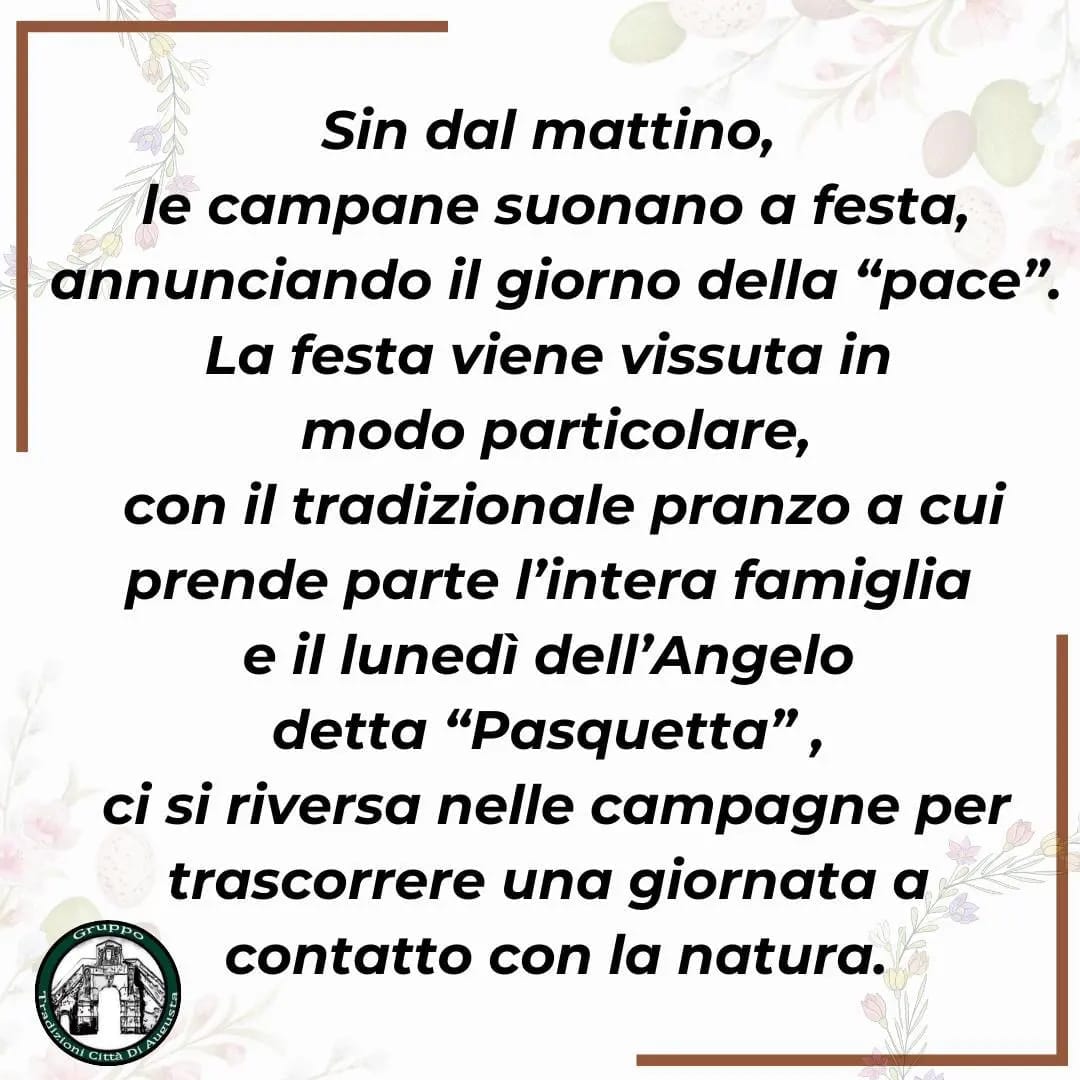 Sin dal mattino,
le campane suonano a festa,
annunciando il giorno della “pace”.
La festa viene vissuta in
modo particolare,
con il tradizionale pranzo a cui
prende parte l’intera famiglia
e il lunedì dell’Angelo
detta “Pasquetta” ,
ci si riversa nelle campagne per
trascorrere una giornata a
contatto con la natura.
Gruppo
Tradizioni Città Di Augusta